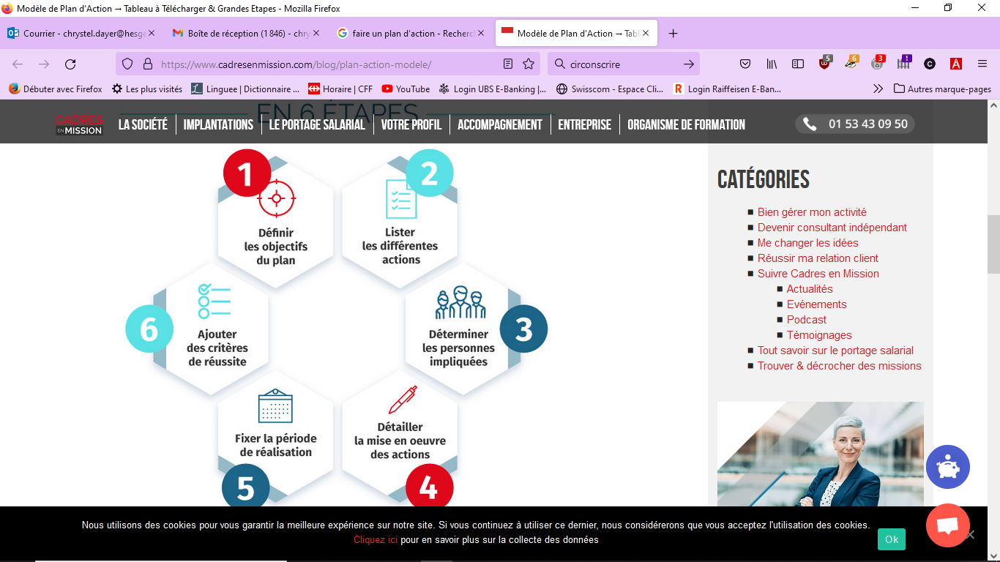 Modèle de Plan d'Action → Tableau à Télécharger & Grandes Etapes - Mozilla Firefox
Courrier - chrystel.dayer@hesge
Boîte de réception (1 846) - chry
faire un plan d'action - Recherc
Modèle de Plan d'Action → Tabl
https://www.cadresenmission.com/blog/plan-action-modele/
circonscrire
5
6
3
!
C
Débuter avec Firefox
Les plus visités
Linguee | Dictionnaire ...
Horaire | CFF
YouTube
Login UBS E-Banking |...
Swisscom - Espace Cli...
Login Raiffeisen E-Ban...
Autres marque-pages
EN 6 ÉTAPES
CADRES
EN MISSION
LA SOCIÉTÉ
IMPLANTATIONS
LE PORTAGE SALARIAL
VOTRE PROFIL
ACCOMPAGNEMENT
ENTREPRISE
ORGANISME DE FORMATION
01 53 43 09 50
1
Définir
les objectifs
du plan
2
Lister
les différentes
actions
3
Déterminer
les personnes
impliquées
4
Détailler
la mise en oeuvre
des actions
5
Fixer la période
de réalisation
6
Ajouter
des critères
de réussite
CATÉGORIES
Bien gérer mon activité
Devenir consultant indépendant
Me changer les idées
Réussir ma relation client
Suivre Cadres en Mission
Actualités
Evénements
Podcast
Témoignages
Tout savoir sur le portage salarial
Trouver & décrocher des missions
Nous utilisons des cookies pour vous garantir la meilleure expérience sur notre site. Si vous continuez à utiliser ce dernier, nous considérerons que vous acceptez l'utilisation des cookies.
Cliquez ici pour en savoir plus sur la collecte des données
Ok